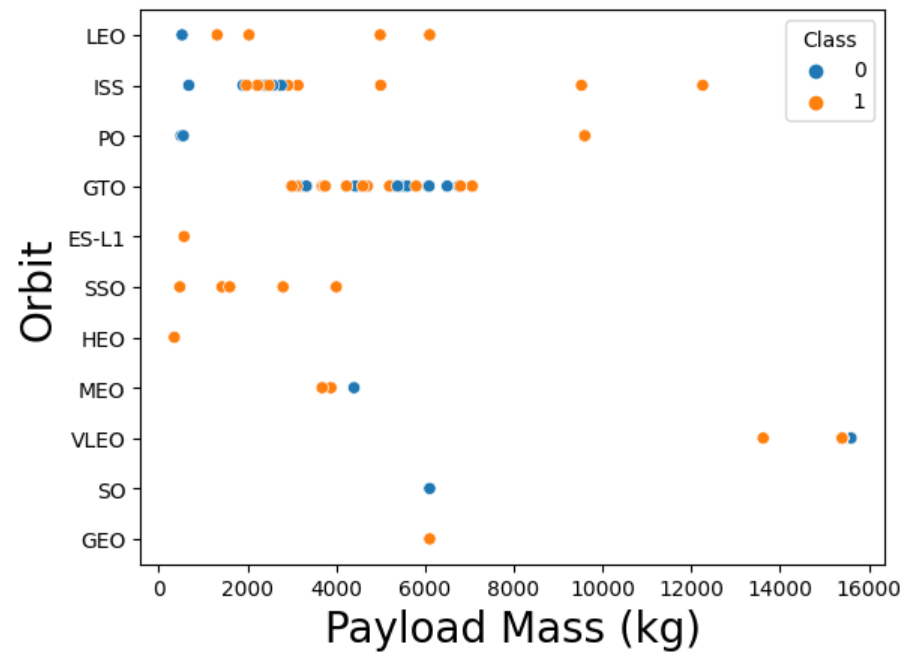 LEO
ISS
PO
GTO
ES-L1
SSO
HEO
MEO
VLEO
SO
GEO
Orbit
Class
0
1
0 2000 4000 6000 8000 10000 12000 14000 16000
Payload Mass (kg)